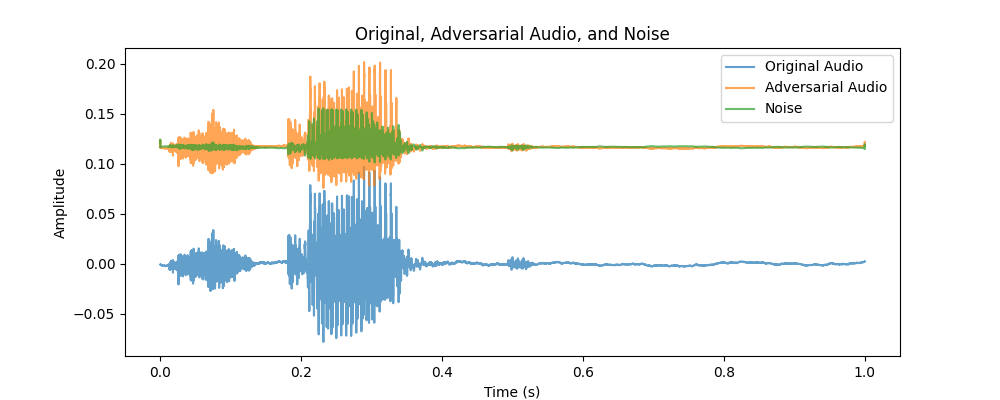 Original, Adversarial Audio, and Noise
Original Audio
Adversarial Audio
Noise
Amplitude
0.20
0.15
0.10
0.05
0.00
−0.05
0.0 0.2 0.4 0.6 0.8 1.0
Time (s)